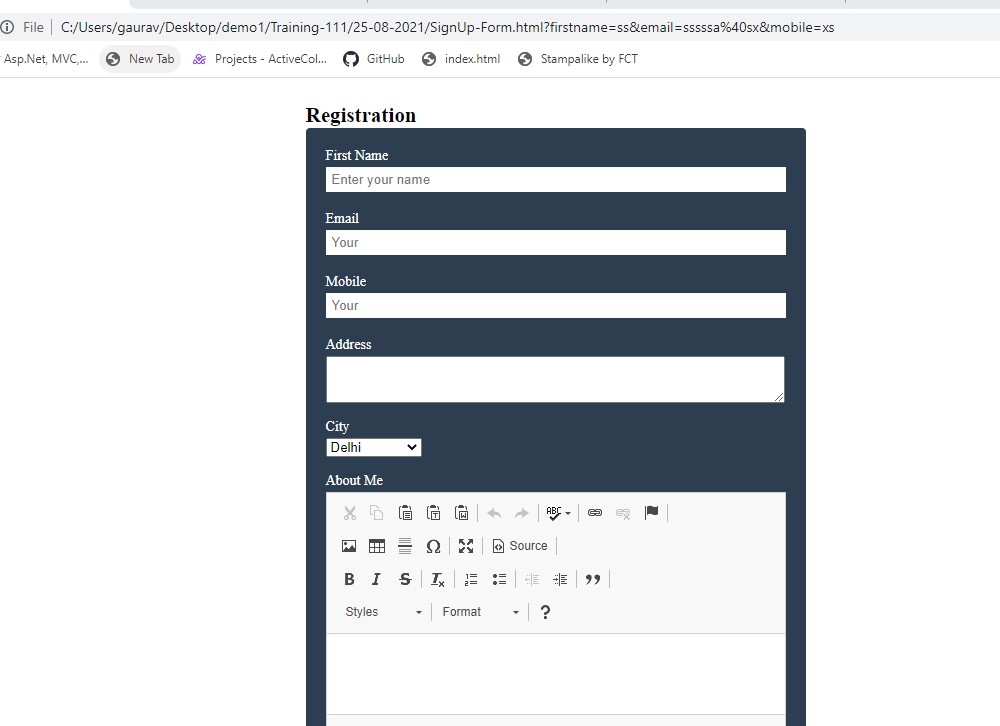 File C:/Users/gaurav/Desktop/demo1/Training-111/25-08-2021/SignUp-Form.html?firstname=ss&email=sssssa%40sx&mobile=xs
Asp.Net, MVC,... New Tab Projects - ActiveCol... GitHub index.html Stampalike by FCT
Registration
First Name
Enter your name
Email
Your
Mobile
Your
Address
City
Delhi
About Me
ABC
Ω Source
B I S Tx
Styles Format ?